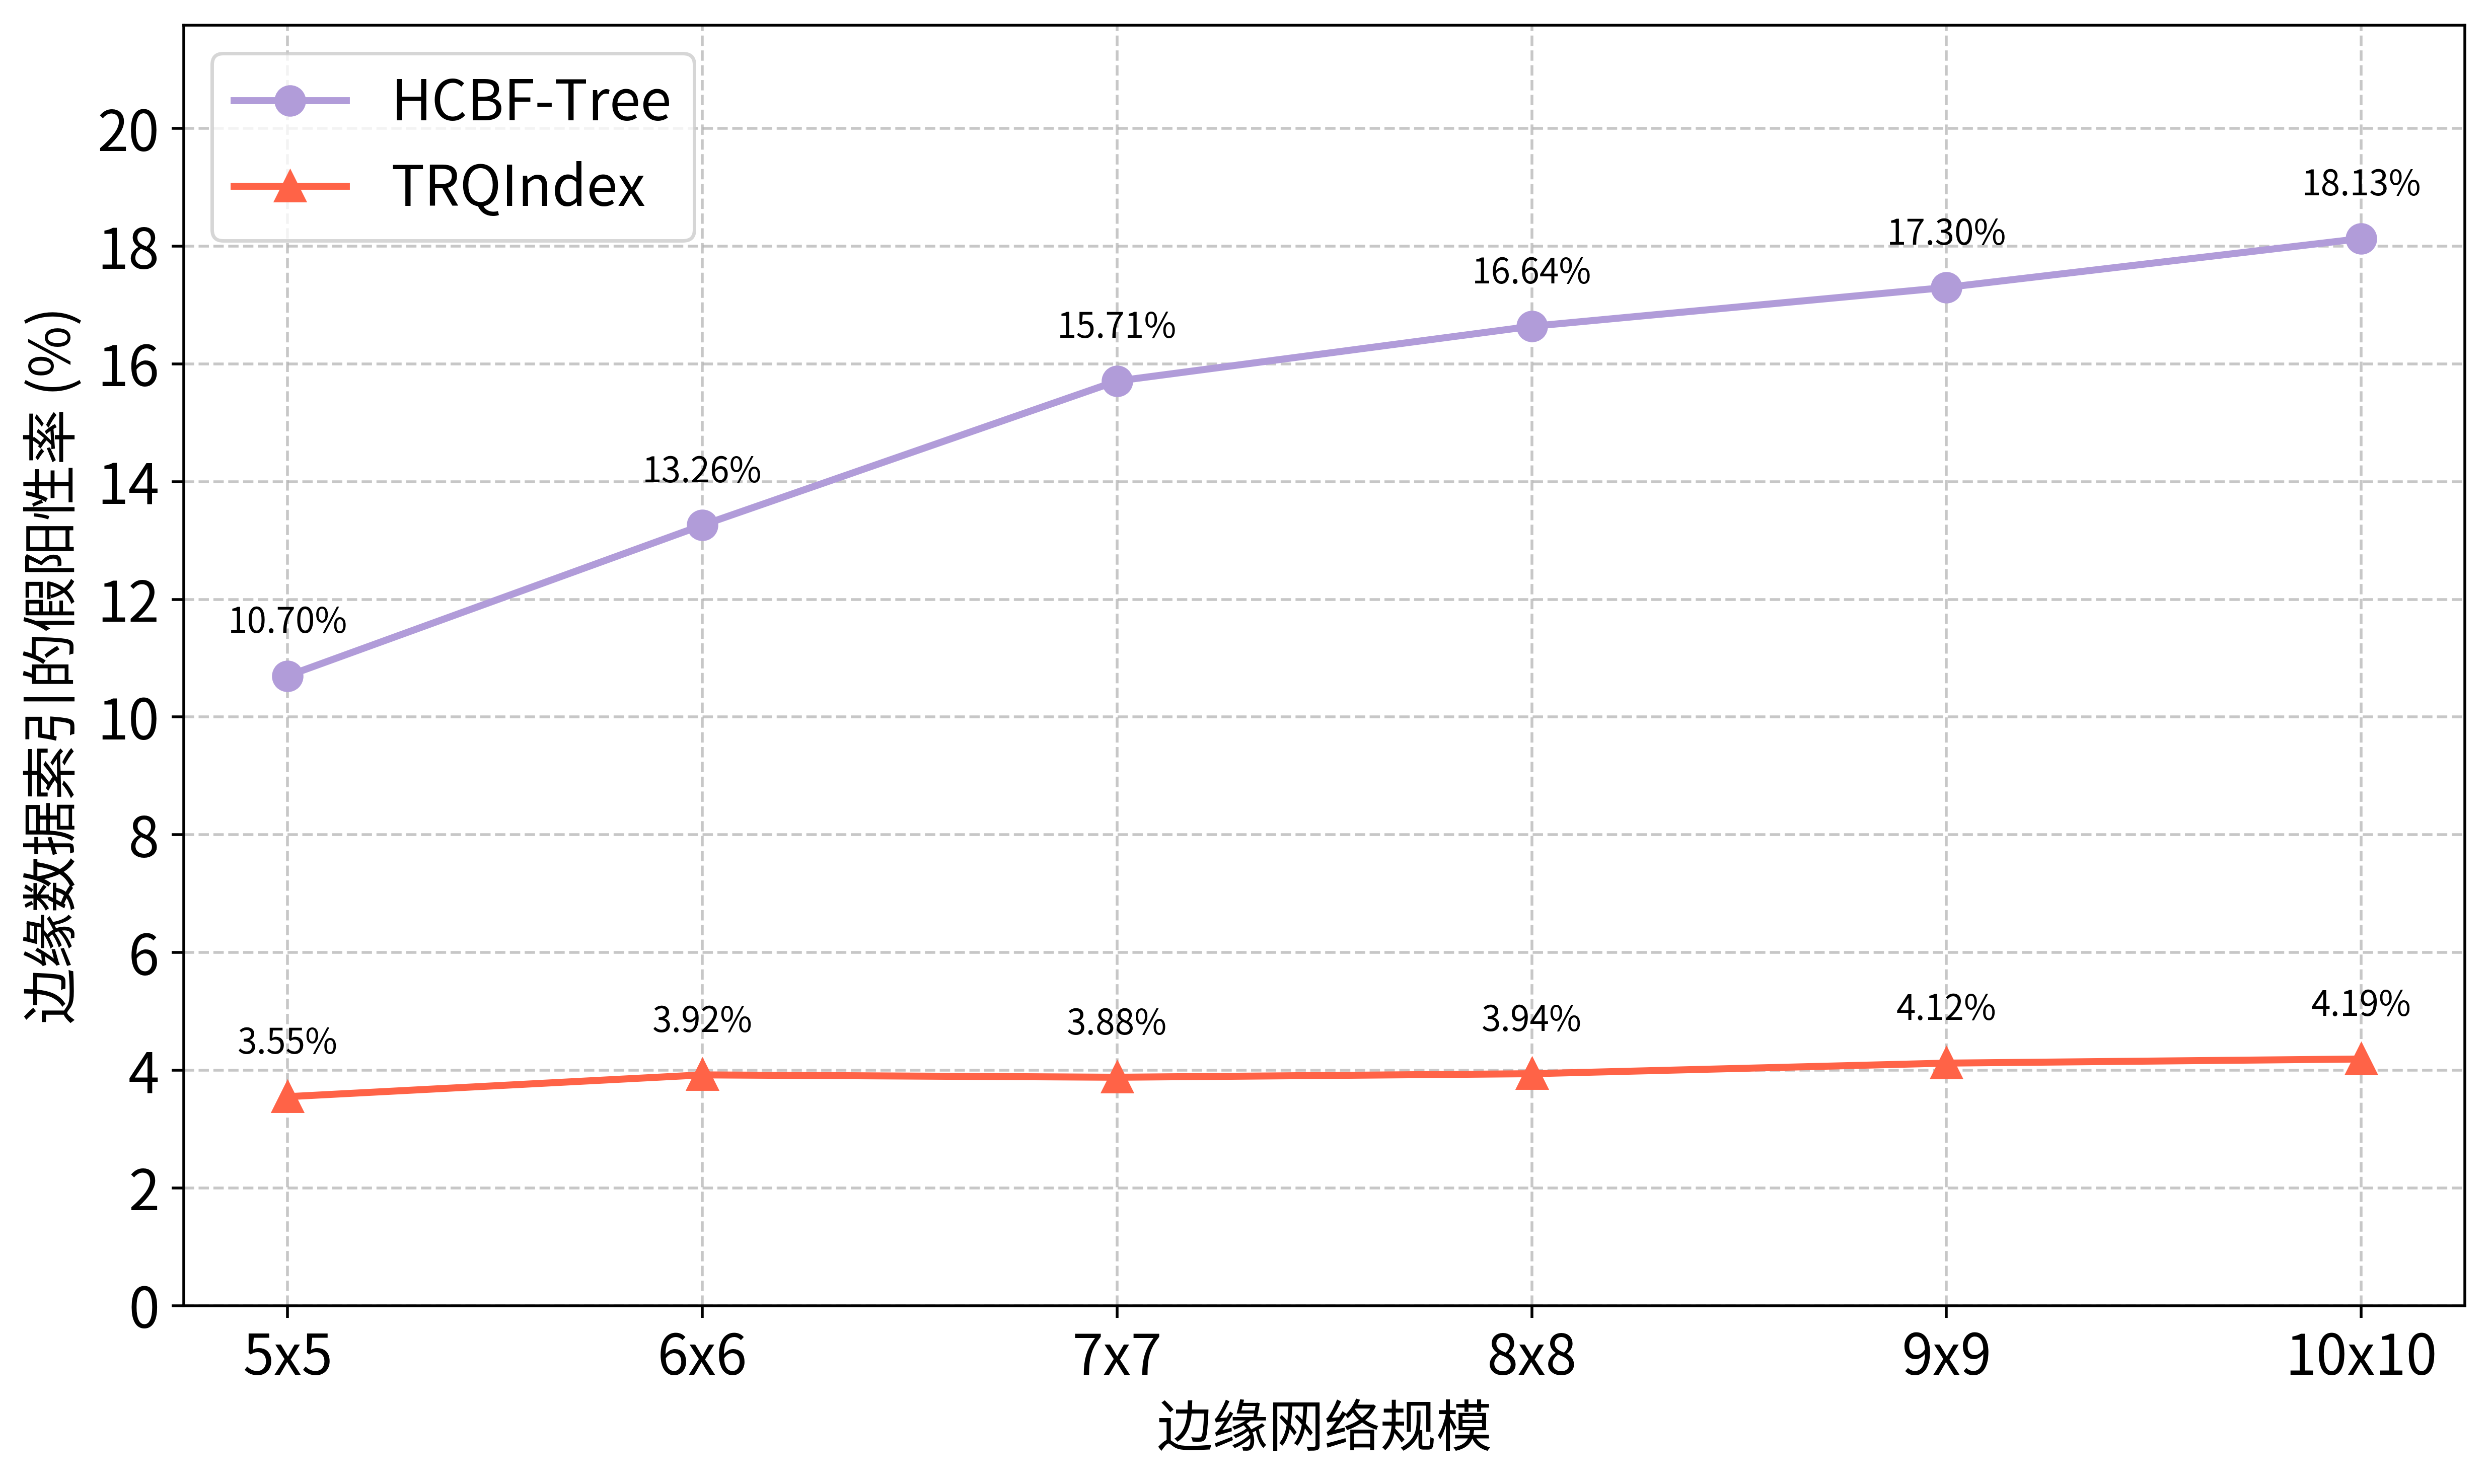 HCBF-Tree
TRQIndex
边缘数据索引的假阳性率 (%)
20
18
16
14
12
10
8
6
4
2
0
10.70%
13.26%
15.71%
16.64%
17.30%
18.13%
3.55%
3.92%
3.88%
3.94%
4.12%
4.19%
5x5
6x6
7x7
8x8
9x9
10x10
边缘网络规模